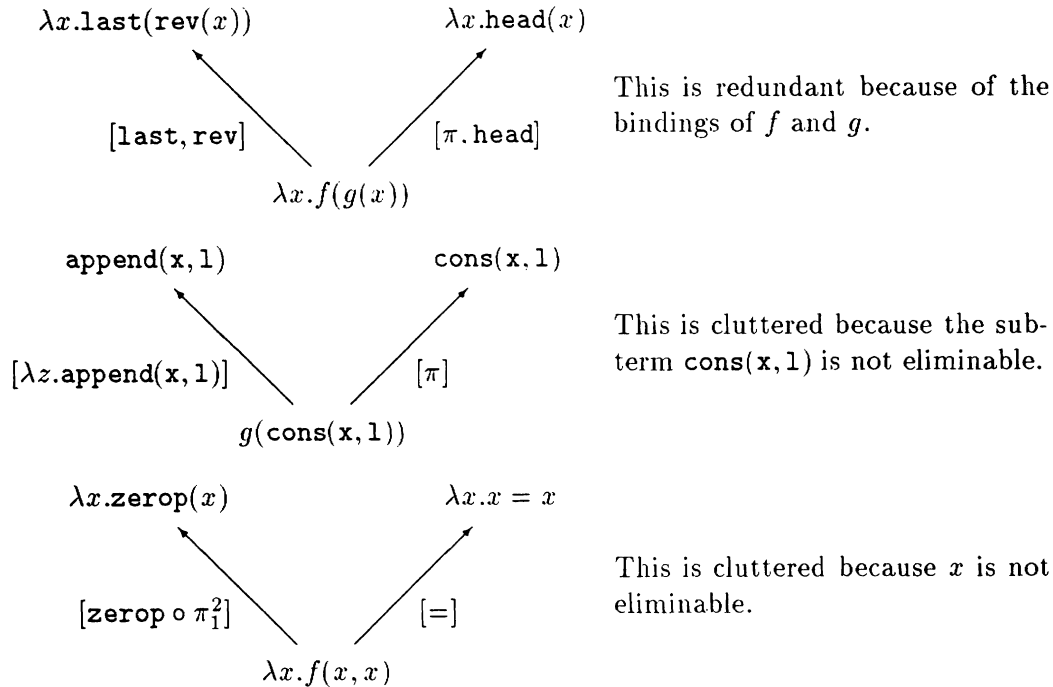 λx.last(rev(x)) λx.head(x)
This is redundant because of the
bindings of f and g.
[last, rev] [π.head]
λx.f(g(x))
append(x, l) cons(x, l)
This is cluttered because the sub-
term cons(x, l) is not eliminable.
[λz.append(x, l)] [π]
g(cons(x, l))
λx.zerop(x) λx.x = x
This is cluttered because x is not
eliminable.
[zerop ∘ π₁²] [=]
λx.f(x, x)